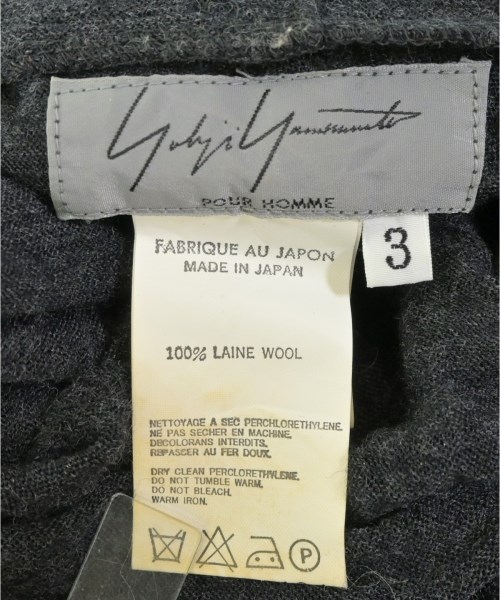 Yohji Yamamoto
POUR HOMME
3
FABRIQUE AU JAPON
MADE IN JAPAN
100% LAINE WOOL
NETTOYAGE A SEC PERCHLORETHYLENE.
NE PAS SECHER EN MACHINE.
DECOLORANS INTERDITS.
REPASSER AU FER DOUX.
DRY CLEAN PERCLORETHYLENE.
DO NOT TUMBLE WARM.
DO NOT BLEACH.
WARM IRON.
P